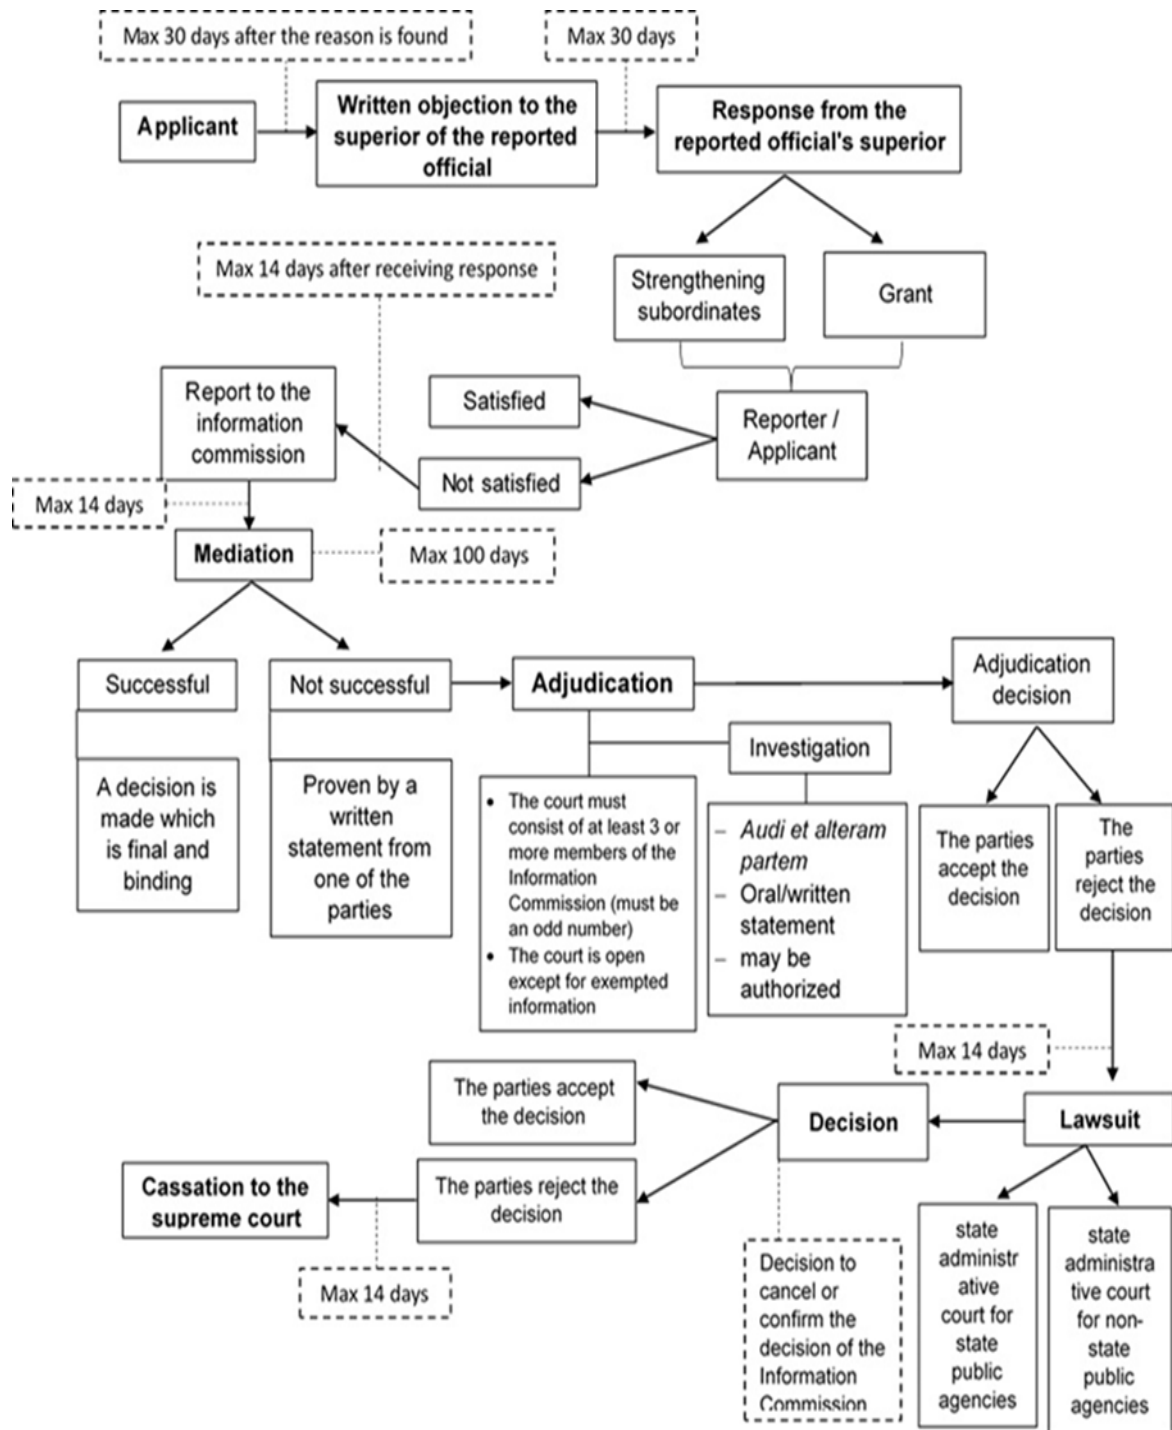 Max 30 days after the reason is found
Max 30 days
Applicant
Written objection to the
superior of the reported
official
Response from the
reported official's superior
Max 14 days after receiving response
Strengthening
subordinates
Grant
Report to the
information
commission
Satisfied
Reporter /
Applicant
Not satisfied
Max 14 days
Mediation
Max 100 days
Successful
Not successful
Adjudication
Adjudication
decision
Investigation
A decision is
made which
is final and
binding
Proven by a
written
statement from
one of the
parties
• The court must
consist of at least 3 or
more members of the
Information
Commission (must be
an odd number)
• The court is open
except for exempted
information
– Audi et alteram
partem
– Oral/written
statement
– may be
authorized
The parties
accept the
decision
The
parties
reject the
decision
Max 14 days
The parties accept
the decision
Decision
Lawsuit
Cassation to the
supreme court
The parties reject the
decision
Max 14 days
Decision to
cancel or
confirm the
decision of the
Information
Commission
state
administr
ative
court for
state
public
agencies
state
administra
tive court
for non-
state
public
agencies